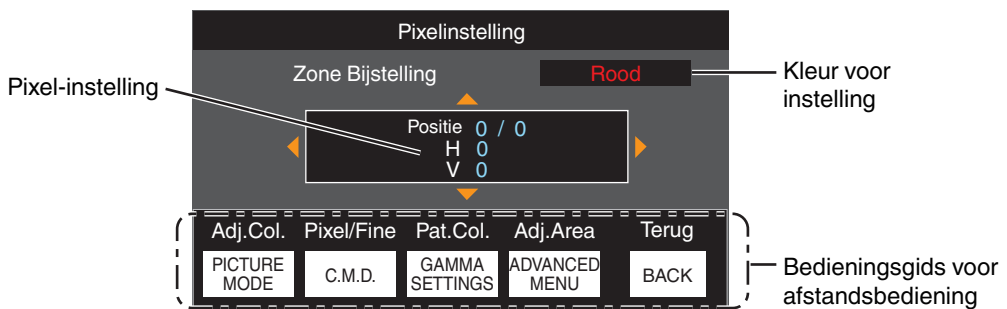 Pixelinstelling
Zone Bijstelling Rood
Kleur voor
instelling
Pixel-instelling
Positie 0 / 0
H 0
V 0
Adj.Col. Pixel/Fine Pat.Col. Adj.Area Terug
PICTURE
MODE
C.M.D.
GAMMA
SETTINGS
ADVANCED
MENU
BACK
Bedieningsgids voor
afstandsbediening